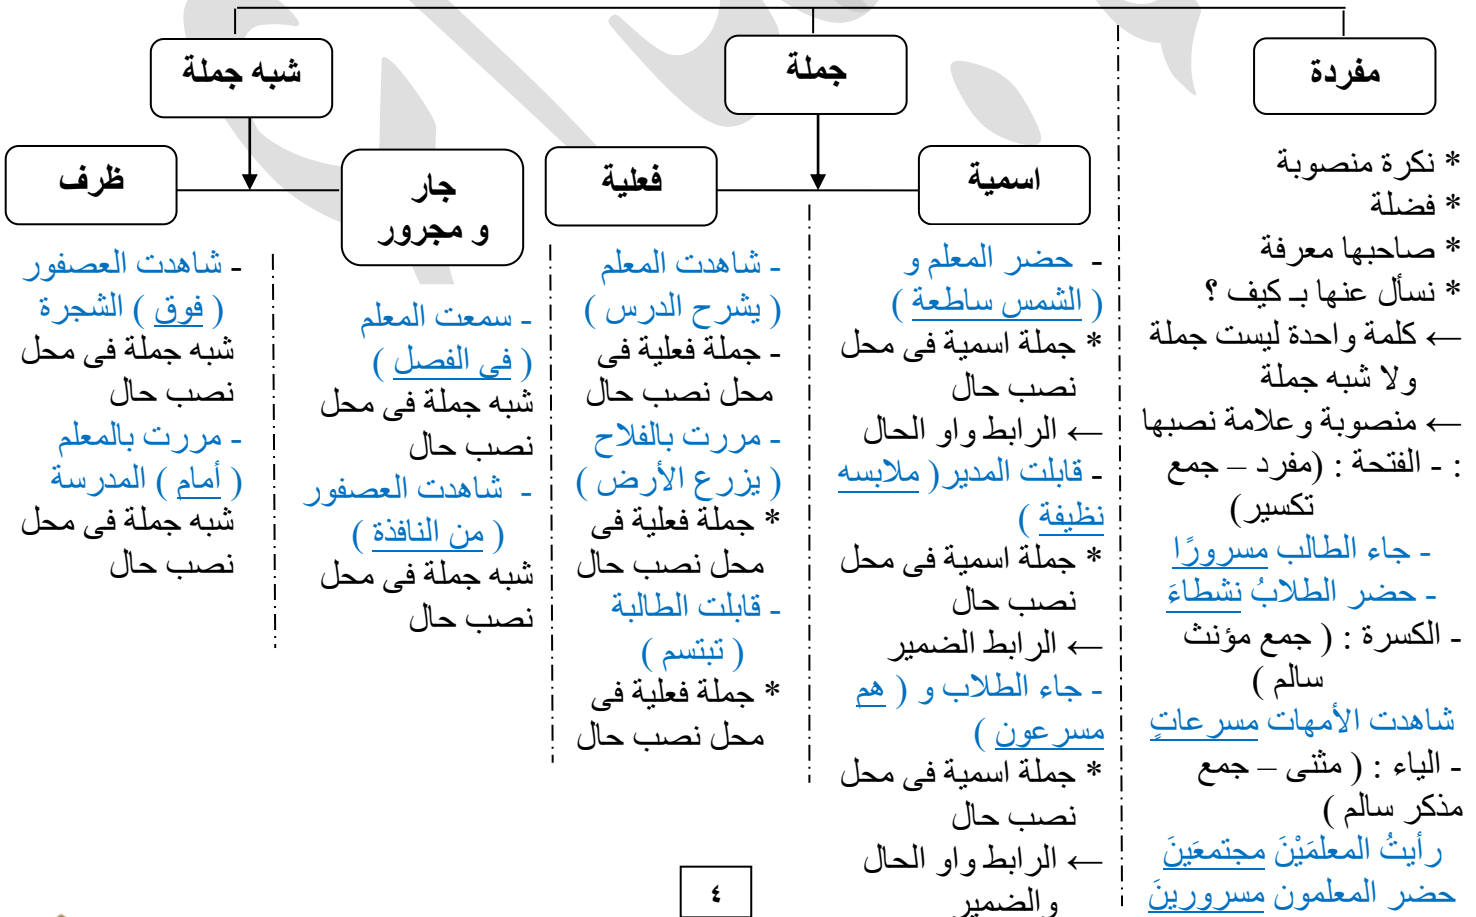 مفردة
جملة
شبه جملة
* نكرة منصوبة
* فضلة
* صاحبها معرفة
* نسأل عنها بـ كيف ؟
← كلمة واحدة ليست جملة
ولا شبه جملة
← منصوبة وعلامة نصبها
: - الفتحة : (مفرد – جمع
تكسير)
- جاء الطالب مسرورًا
- حضر الطلابُ نشطاءَ
- الكسرة : ( جمع مؤنث
سالم )
شاهدت الأمهات مسرعاتٍ
- الياء : ( مثنى – جمع
مذكر سالم )
رأيتُ المعلمَيْنَ مجتمعَينَ
حضر المعلمون مسرورينَ
اسمية
- حضر المعلم و
( الشمس ساطعة )
* جملة اسمية فى محل
نصب حال
← الرابط واو الحال
- قابلت المدير( ملابسه
نظيفة )
* جملة اسمية فى محل
نصب حال
← الرابط الضمير
- جاء الطلاب و ( هم
مسرعون )
* جملة اسمية فى محل
نصب حال
← الرابط واو الحال
والضمير
فعلية
- شاهدت المعلم
( يشرح الدرس )
- جملة فعلية فى
محل نصب حال
- مررت بالفلاح
( يزرع الأرض )
* جملة فعلية فى
محل نصب حال
- قابلت الطالبة
( تبتسم )
* جملة فعلية فى
محل نصب حال
جار
و مجرور
- سمعت المعلم
( فى الفصل )
شبه جملة فى محل
نصب حال
- شاهدت العصفور
( من النافذة )
شبه جملة فى محل
نصب حال
ظرف
- شاهدت العصفور
( فوق ) الشجرة
شبه جملة فى محل
نصب حال
- مررت بالمعلم
( أمام ) المدرسة
شبه جملة فى محل
نصب حال
٤